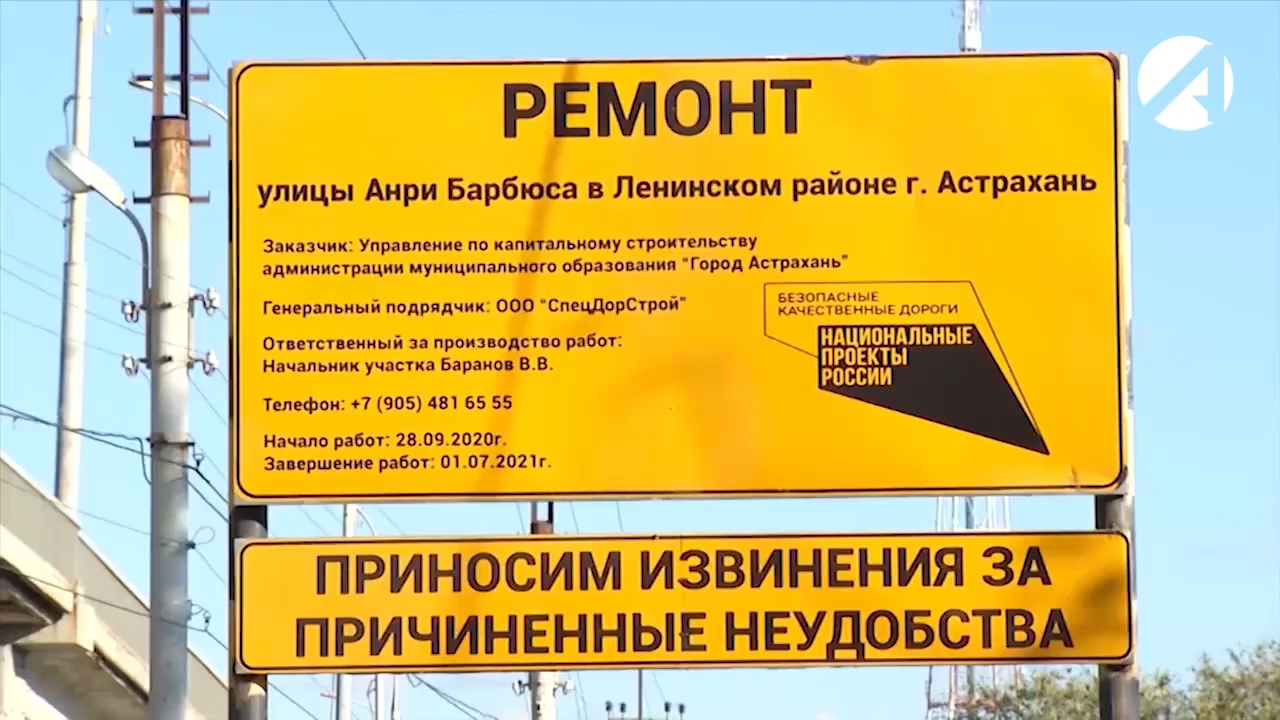 РЕМОНТ
улицы Анри Барбюса в Ленинском районе г. Астрахань
Заказчик: Управление по капитальному строительству
администрации муниципального образования "Город Астрахань"
Генеральный подрядчик: ООО "СпецДорСтрой"
Ответственный за производство работ:
Начальник участка Баранов В.В.
Телефон: +7 (905) 481 65 55
Начало работ: 28.09.2020г.
Завершение работ: 01.07.2021г.
БЕЗОПАСНЫЕ
КАЧЕСТВЕННЫЕ ДОРОГИ
НАЦИОНАЛЬНЫЕ
ПРОЕКТЫ
РОССИИ
ПРИНОСИМ ИЗВИНЕНИЯ ЗА
ПРИЧИНЕННЫЕ НЕУДОБСТВА